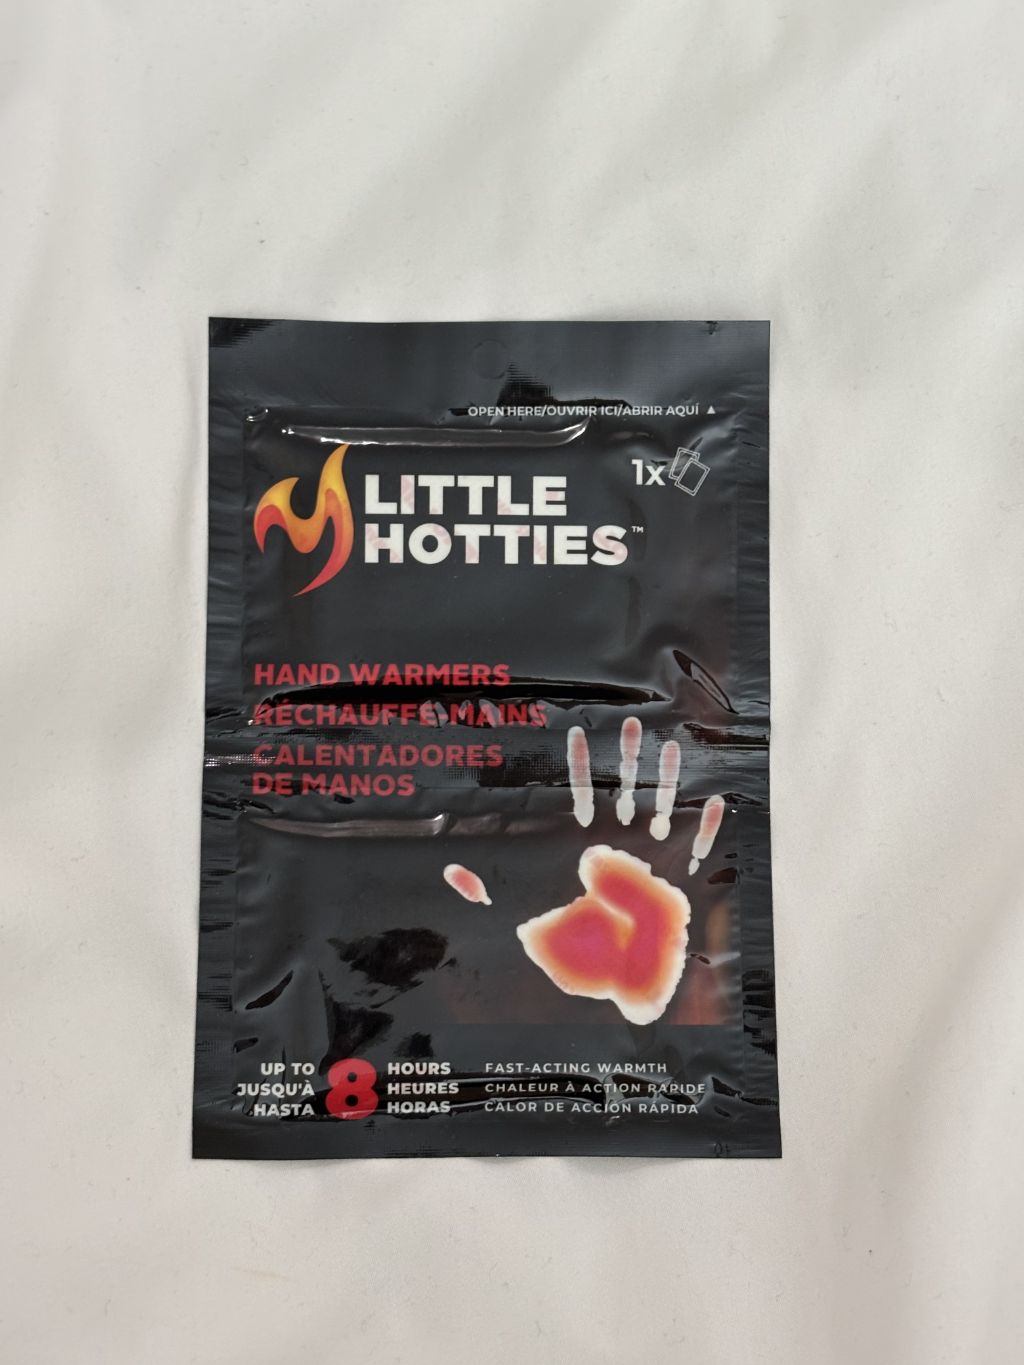 OPEN HERE/OUVRIR ICI/ABRIR AQUÍ ▲
1x
LITTLE
HOTTIES™
HAND WARMERS
RÉCHAUFFE-MAINS
CALENTADORES
DE MANOS
UP TO 8 HOURS
JUSQU'À HEURES
HASTA HORAS
FAST-ACTING WARMTH
CHALEUR À ACTION RAPIDE
CALOR DE ACCIÓN RÁPIDA